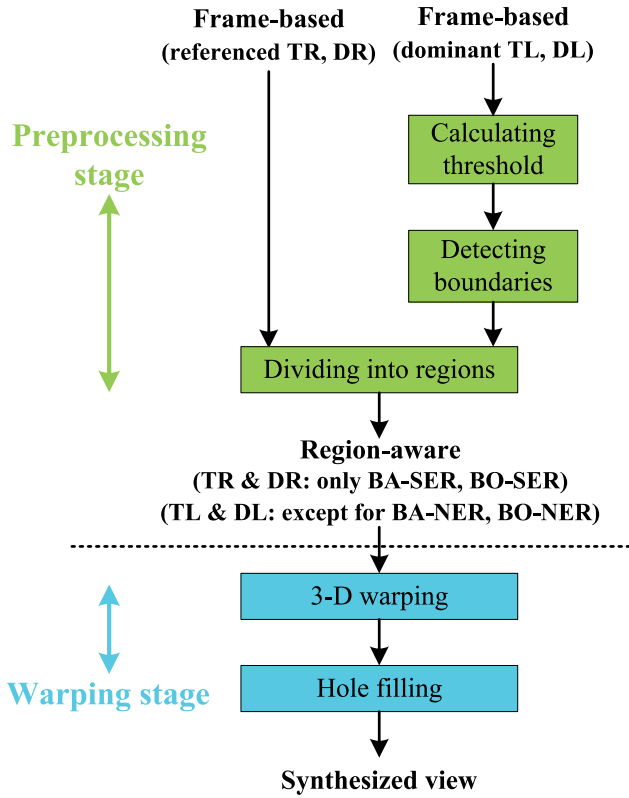 Frame-based
(referenced TR, DR)
Frame-based
(dominant TL, DL)
Preprocessing
stage
Calculating
threshold
Detecting
boundaries
Dividing into regions
Region-aware
(TR & DR: only BA-SER, BO-SER)
(TL & DL: except for BA-NER, BO-NER)
3-D warping
Warping stage
Hole filling
Synthesized view